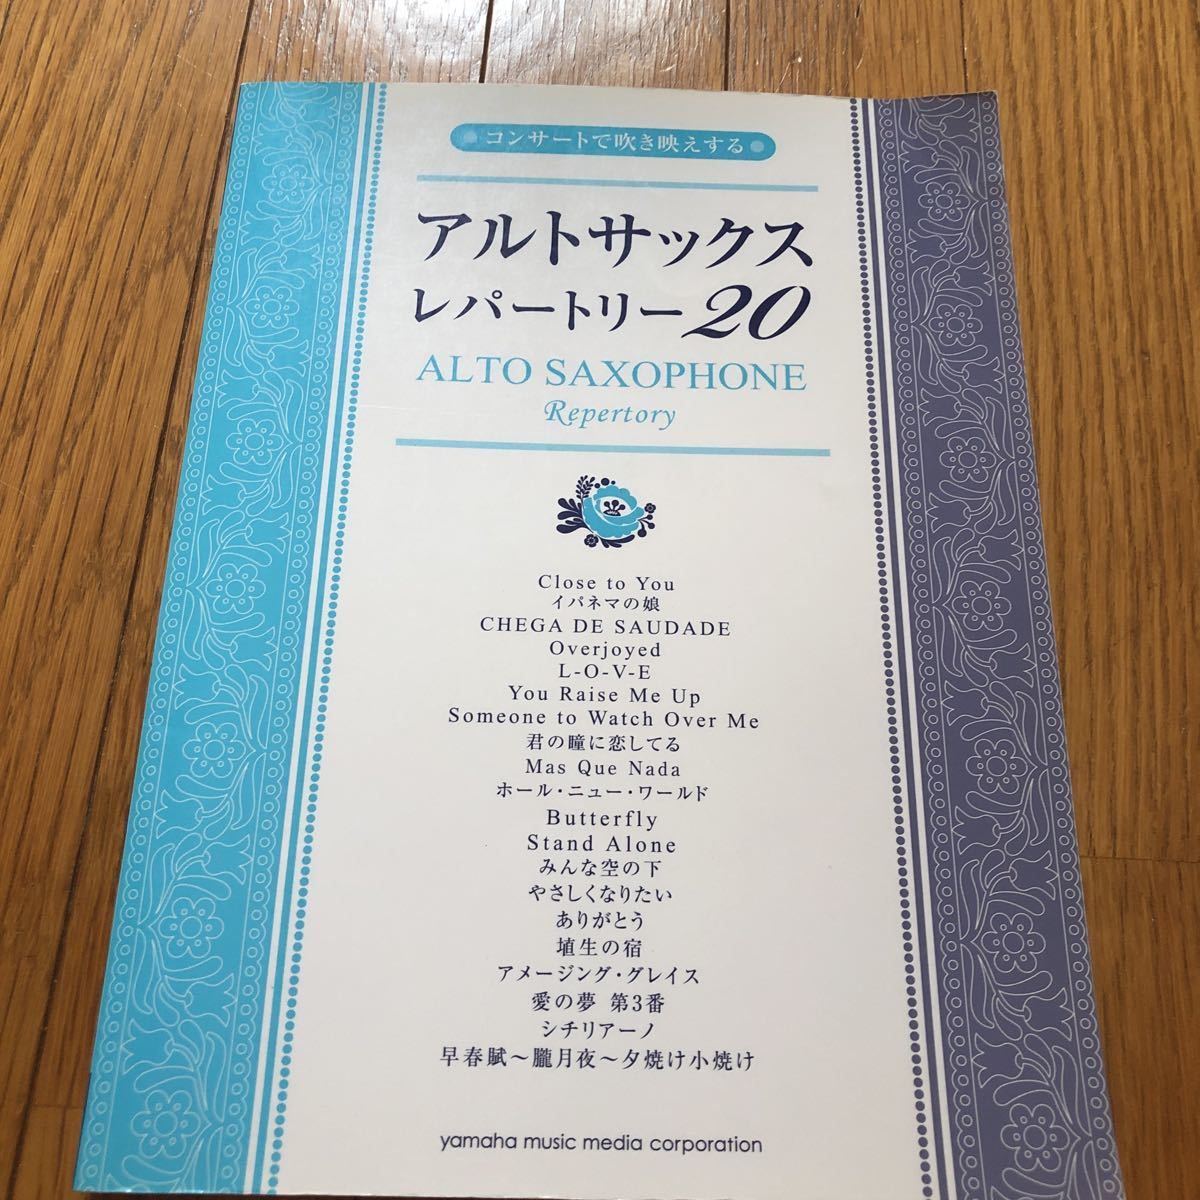 コンサートで吹き映えする
アルトサックス
レパートリー20
ALTO SAXOPHONE
Repertory
Close to You
イパネマの娘
CHEGA DE SAUDADE
Overjoyed
L-O-V-E
You Raise Me Up
Someone to Watch Over Me
君の瞳に恋してる
Mas Que Nada
ホール・ニュー・ワールド
Butterfly
Stand Alone
みんな空の下
やさしくなりたい
ありがとう
埴生の宿
アメージング・グレイス
愛の夢 第3番
シチリアーノ
早春賦～朧月夜～夕焼け小焼け
yamaha music media corporation